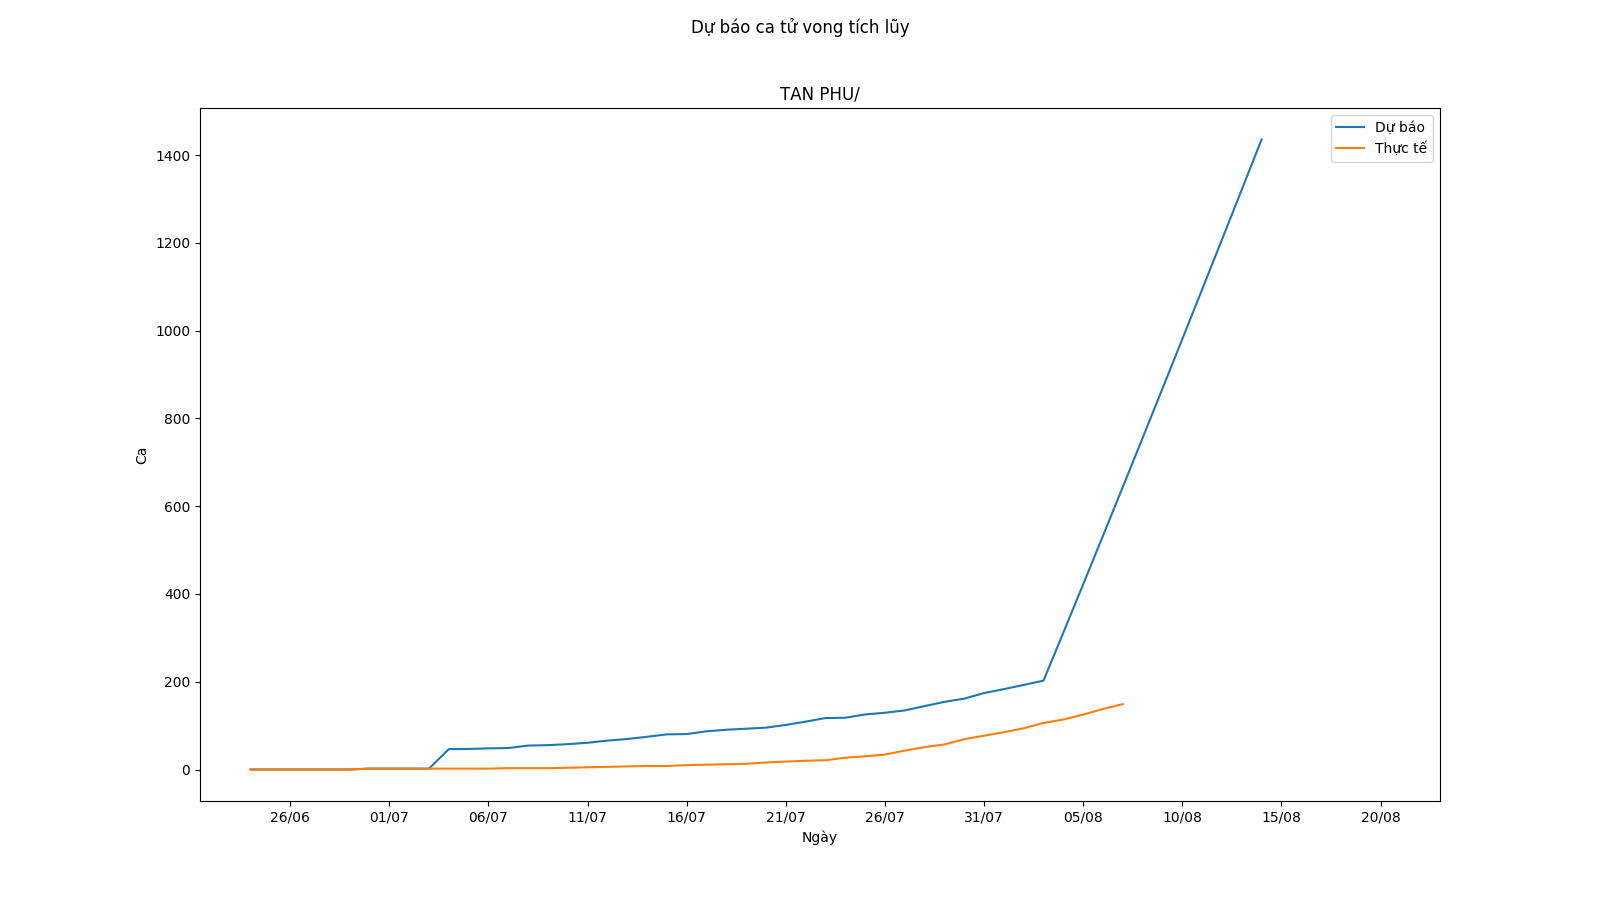 Dự báo ca tử vong tích lũy
TAN PHU/
Dự báo
Thực tế
1400
1200
1000
800
600
400
200
0
Ca
26/06 01/07 06/07 11/07 16/07 21/07 26/07 31/07 05/08 10/08 15/08 20/08
Ngày